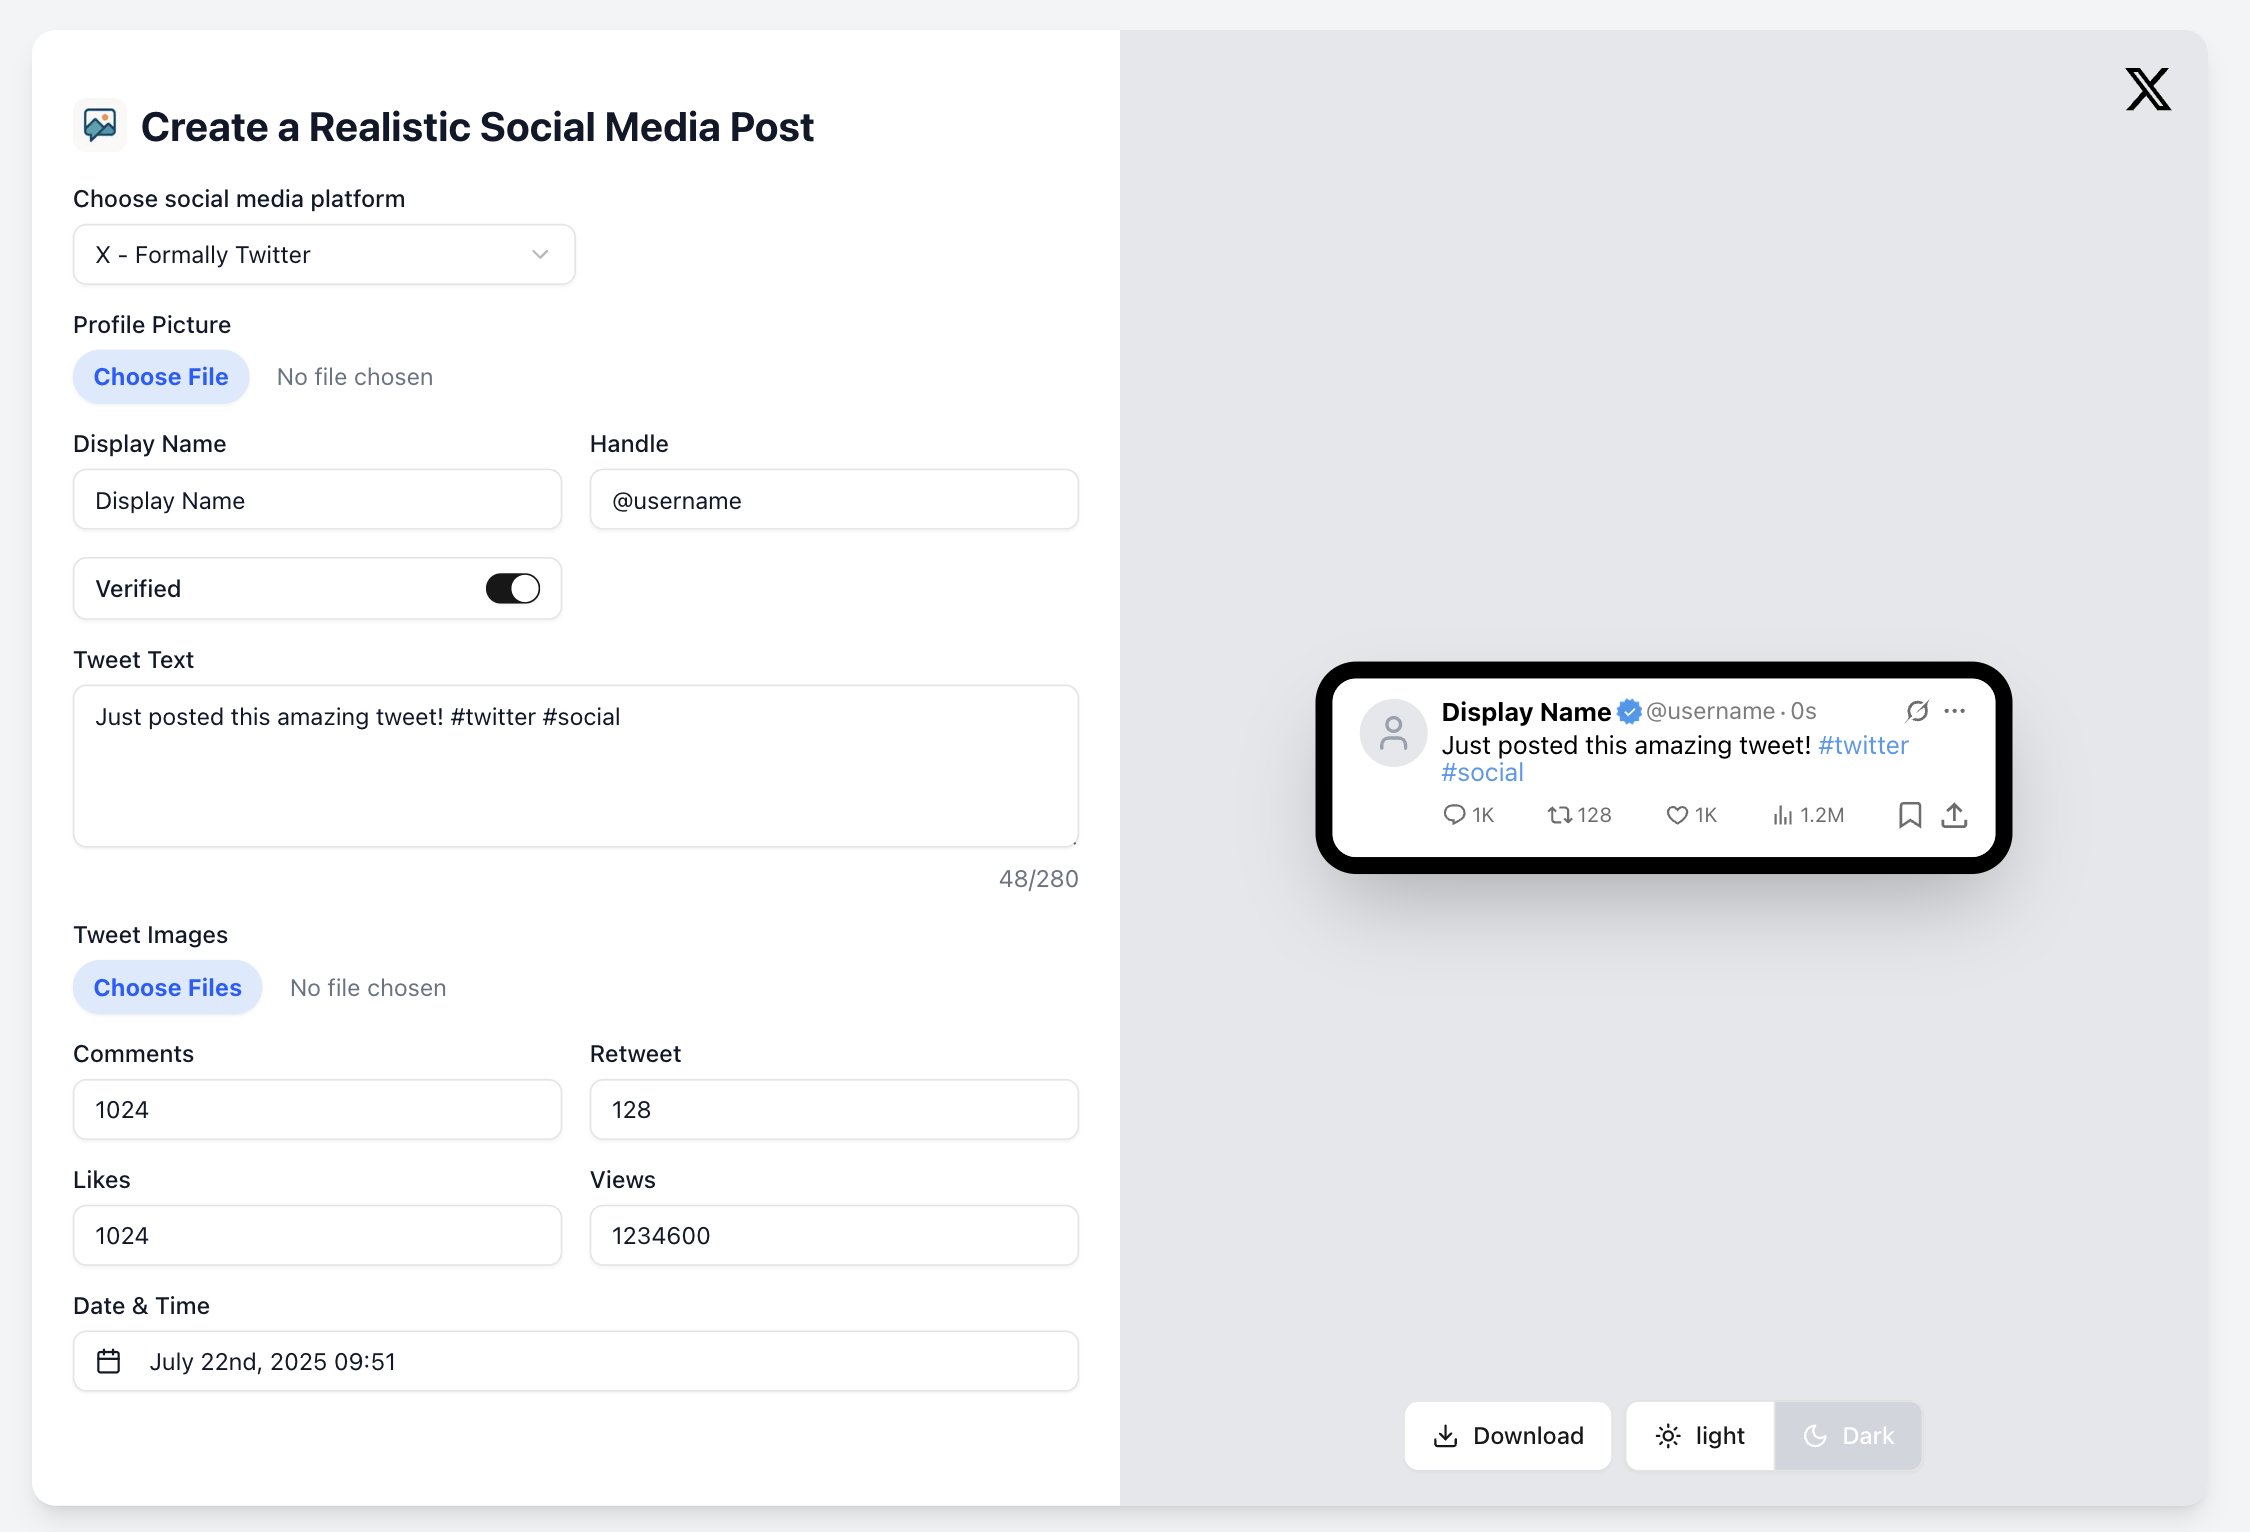 Create a Realistic Social Media Post
Choose social media platform
X - Formally Twitter
Profile Picture
Choose File No file chosen
Display Name
Display Name
Handle
@username
Verified
Tweet Text
Just posted this amazing tweet! #twitter #social
48/280
Tweet Images
Choose Files No file chosen
Comments
1024
Retweet
128
Likes
1024
Views
1234600
Date & Time
July 22nd, 2025 09:51
Display Name @username · 0s
Just posted this amazing tweet! #twitter
#social
1K 128 1K 1.2M
Download light Dark